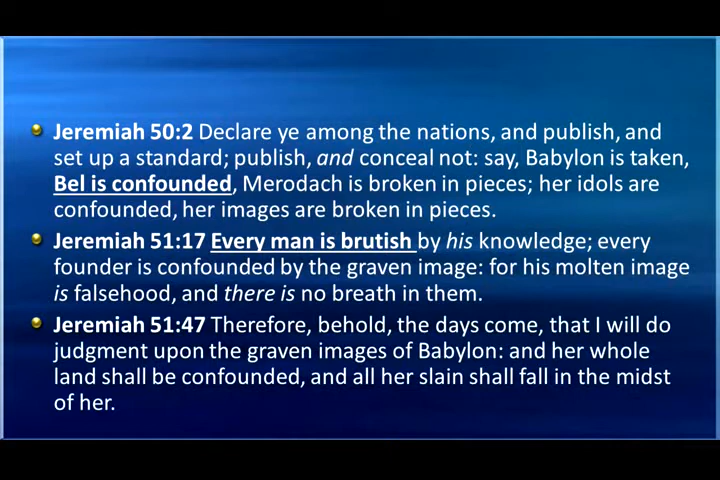 Jeremiah 50:2 Declare ye among the nations, and publish, and
set up a standard; publish, and conceal not: say, Babylon is taken,
Bel is confounded, Merodach is broken in pieces; her idols are
confounded, her images are broken in pieces.
Jeremiah 51:17 Every man is brutish by his knowledge; every
founder is confounded by the graven image: for his molten image
is falsehood, and there is no breath in them.
Jeremiah 51:47 Therefore, behold, the days come, that I will do
judgment upon the graven images of Babylon: and her whole
land shall be confounded, and all her slain shall fall in the midst
of her.